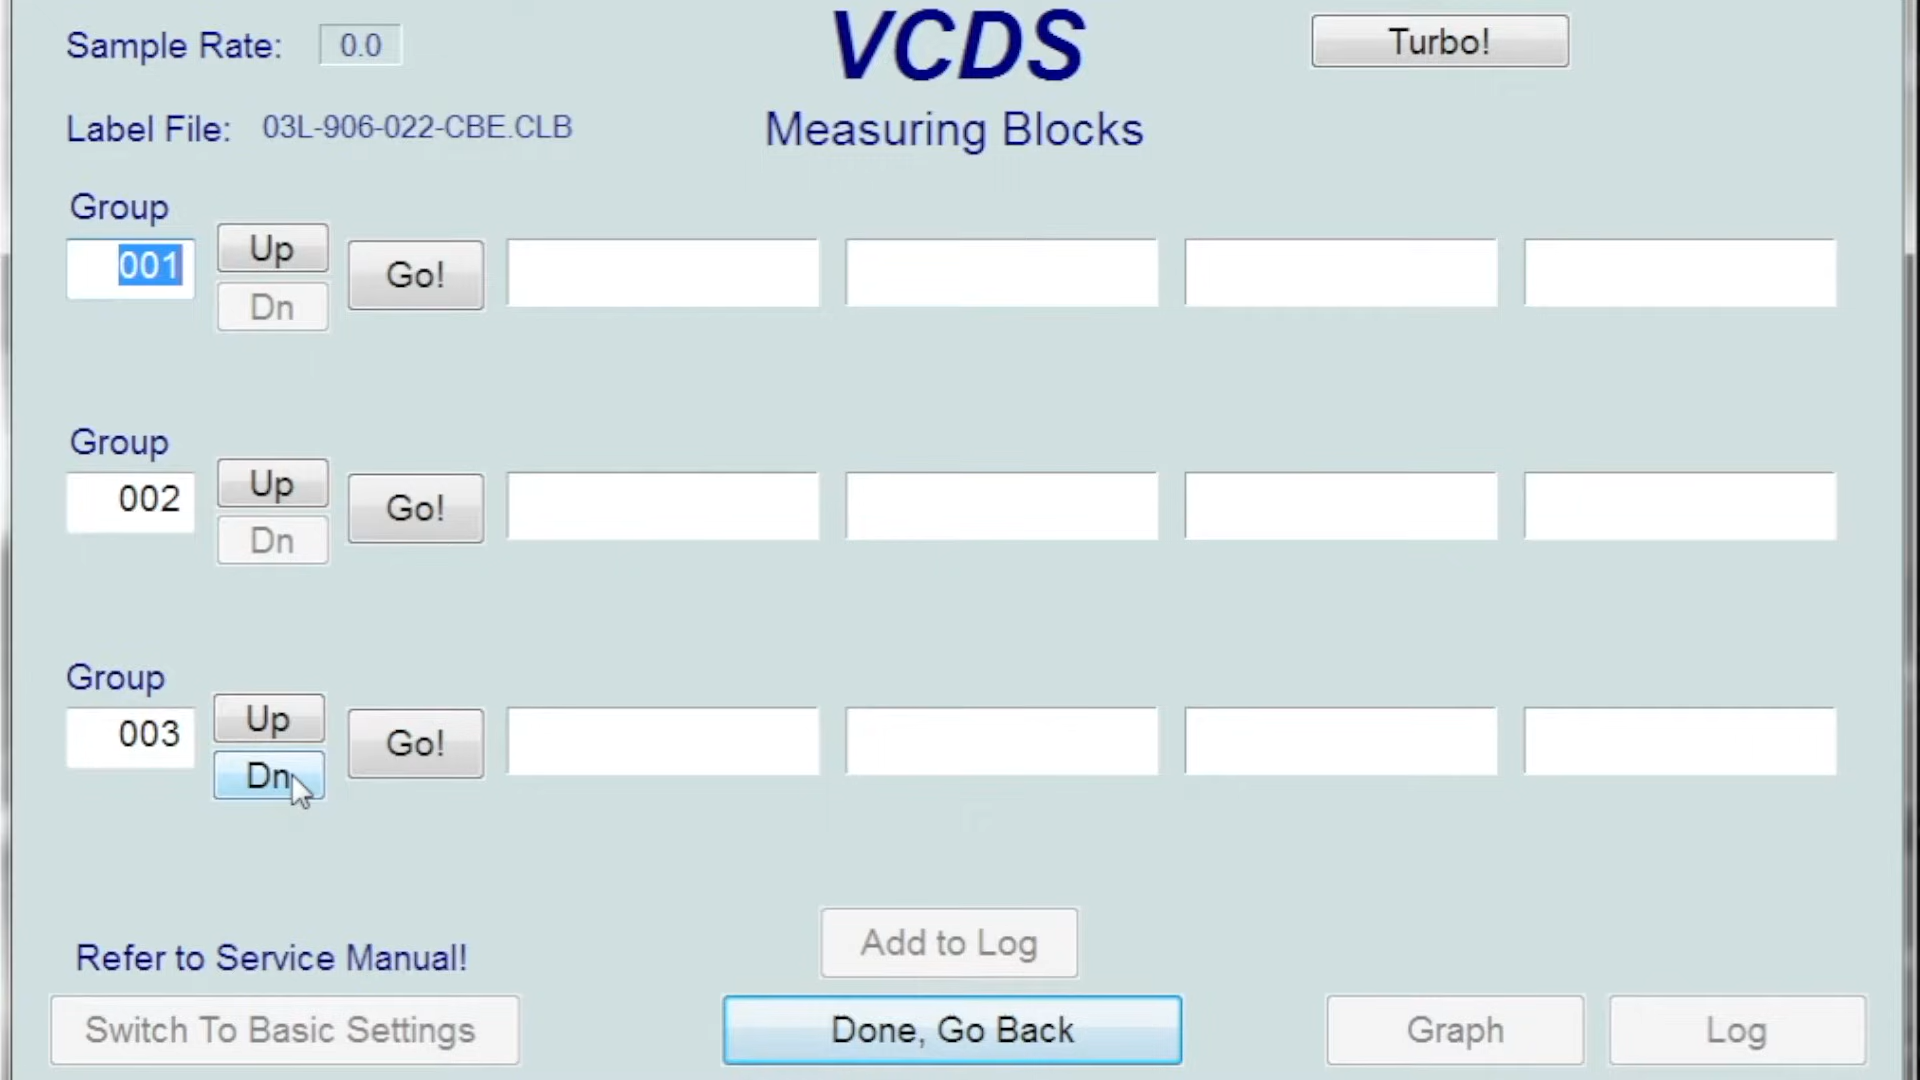 Sample Rate: 0.0
VCDS
Turbo!
Label File: 03L-906-022-CBE.CLB
Measuring Blocks
Group
001
Up
Dn
Go!
Group
002
Up
Dn
Go!
Group
003
Up
Dn
Go!
Add to Log
Refer to Service Manual!
Switch To Basic Settings
Done, Go Back
Graph
Log